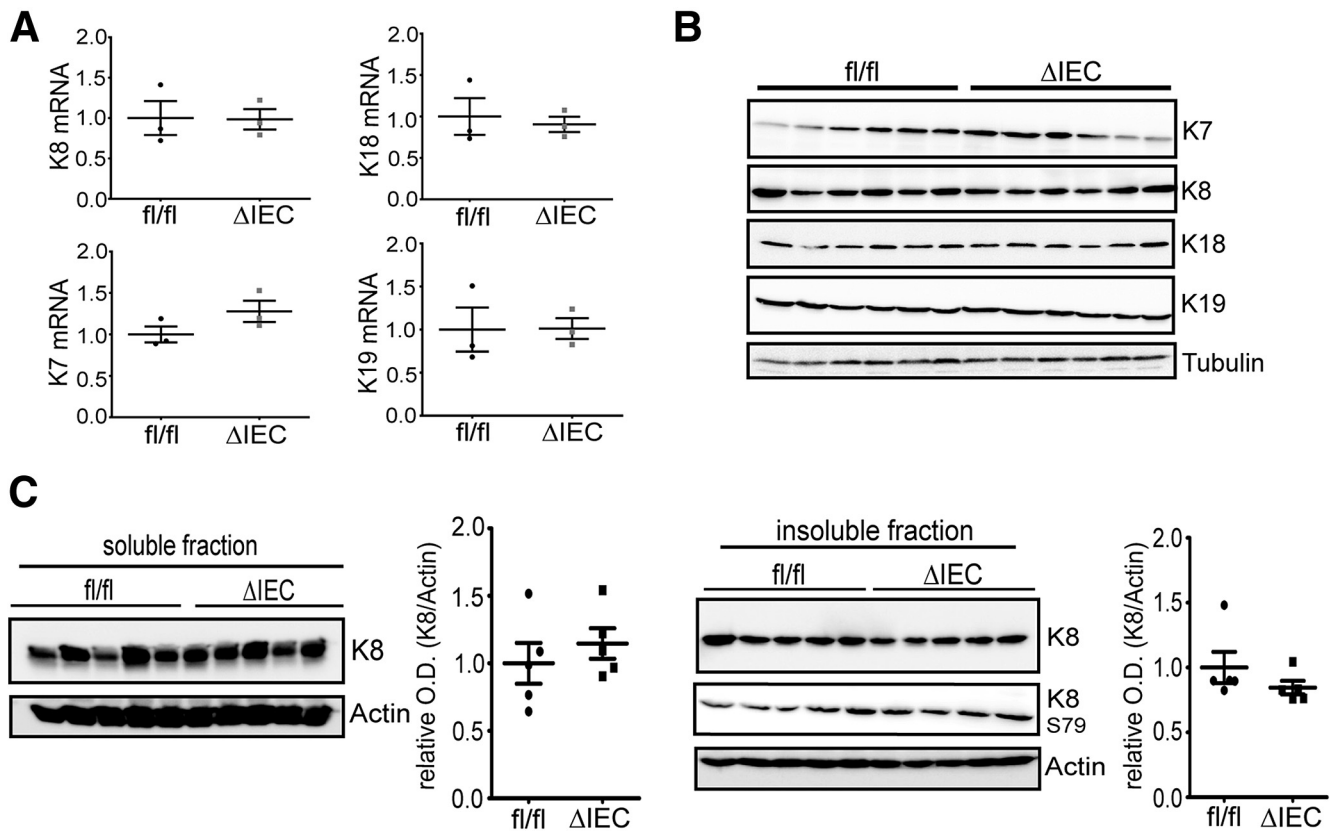 A
K8 mRNA
2.0
1.5
1.0
0.5
0.0
fl/fl ΔIEC
K18 mRNA
2.0
1.5
1.0
0.5
0.0
fl/fl ΔIEC
K7 mRNA
2.0
1.5
1.0
0.5
0.0
fl/fl ΔIEC
K19 mRNA
2.0
1.5
1.0
0.5
0.0
fl/fl ΔIEC
B
fl/fl ΔIEC
K7
K8
K18
K19
Tubulin
C
soluble fraction
fl/fl ΔIEC
K8
Actin
relative O.D. (K8/Actin)
2.0
1.5
1.0
0.5
0.0
fl/fl ΔIEC
insoluble fraction
fl/fl ΔIEC
K8
K8
S79
Actin
relative O.D. (K8/Actin)
2.0
1.5
1.0
0.5
0.0
fl/fl ΔIEC